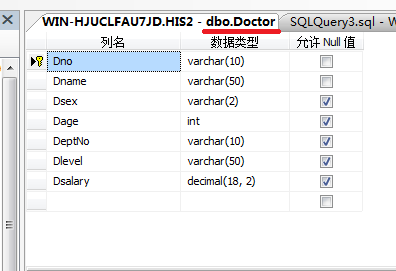 WIN-HJUCLFAU7JD.HIS2 - dbo.Doctor SQLQuery3.sql - W
列名 数据类型 允许 Null 值
Dno varchar(10)
Dname varchar(50)
Dsex varchar(2)
Dage int
DeptNo varchar(10)
Dlevel varchar(50)
Dsalary decimal(18, 2)